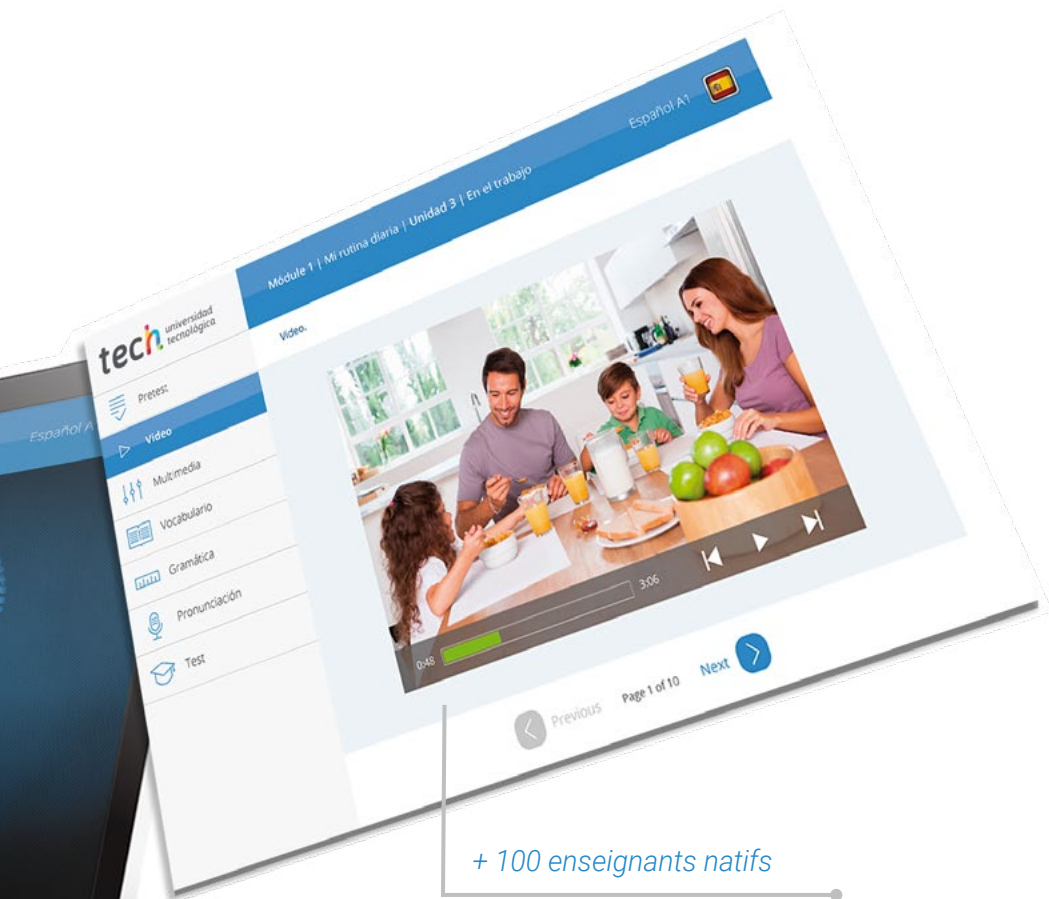 Español A1
Módule 1 | Mi rutina diaria | Unidad 3 | En el trabajo
tech universidad
tecnológica
Video.
Pretest
Video
Multimedia
Vocabulario
Gramática
Pronunciación
Test
0:48
3:06
Previous
Page 1 of 10
Next
Español A
+ 100 enseignants natifs